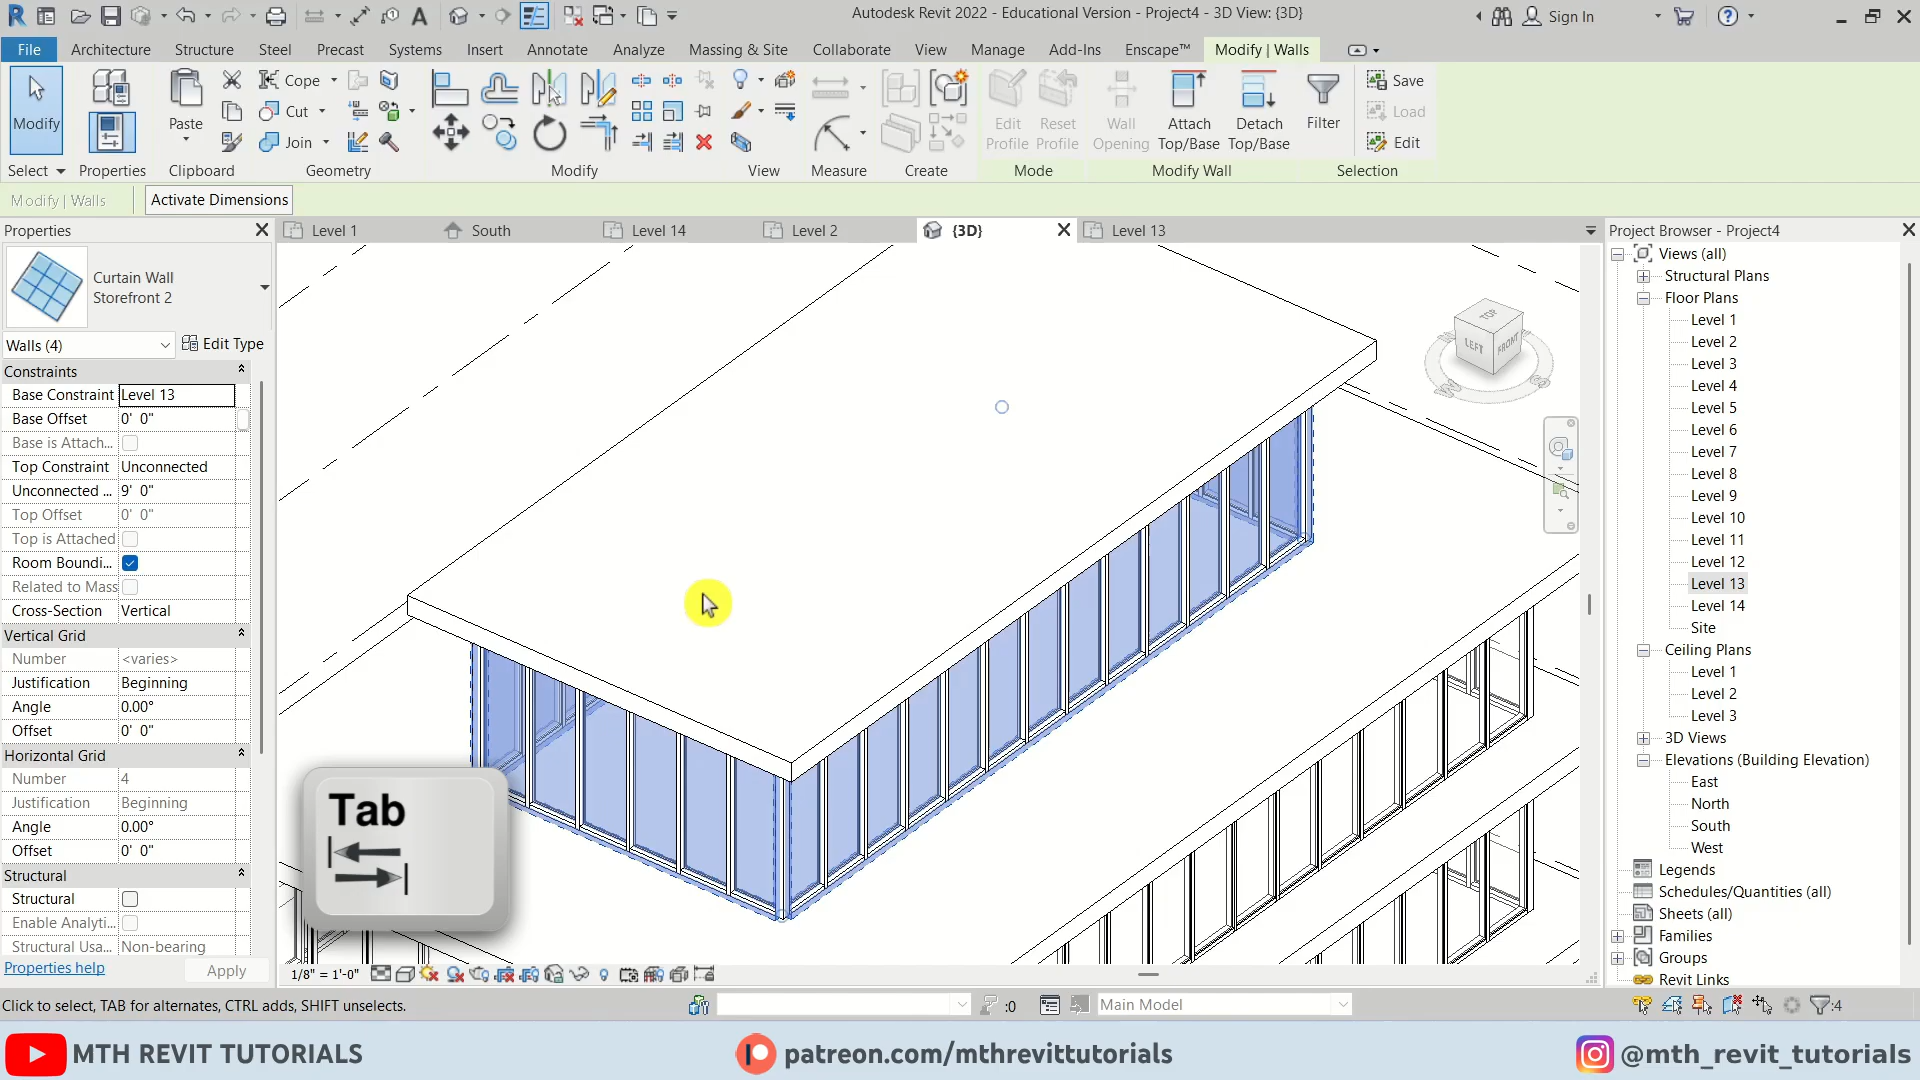 Autodesk Revit 2022 - Educational Version - Project4 - 3D View: {3D}
Sign In
File Architecture Structure Steel Precast Systems Insert Annotate Analyze Massing & Site Collaborate View Manage Add-Ins Enscape™ Modify | Walls
Modify
Paste
Cope
Cut
Join
Edit Profile
Reset Profile
Wall Opening
Attach Top/Base
Detach Top/Base
Filter
Save
Load
Edit
Select Properties Clipboard Geometry Modify View Measure Create Mode Modify Wall Selection
Modify | Walls
Activate Dimensions
Properties
Level 1
South
Level 14
Level 2
{3D}
Level 13
Project Browser - Project4
Curtain Wall
Storefront 2
Walls (4)
Edit Type
Constraints
Base Constraint Level 13
Base Offset 0' 0"
Base is Attach...
Top Constraint Unconnected
Unconnected ... 9' 0"
Top Offset 0' 0"
Top is Attached
Room Boundi...
Related to Mass
Cross-Section Vertical
Vertical Grid
Number <varies>
Justification Beginning
Angle 0.00°
Offset 0' 0"
Horizontal Grid
Number 4
Justification Beginning
Angle 0.00°
Offset 0' 0"
Structural
Structural
Enable Analyti...
Structural Usa... Non-bearing
Properties help
Apply
TOP
LEFT
FRONT
Tab
1/8" = 1'-0"
Views (all)
Structural Plans
Floor Plans
Level 1
Level 2
Level 3
Level 4
Level 5
Level 6
Level 7
Level 8
Level 9
Level 10
Level 11
Level 12
Level 13
Level 14
Site
Ceiling Plans
Level 1
Level 2
Level 3
3D Views
Elevations (Building Elevation)
East
North
South
West
Legends
Schedules/Quantities (all)
Sheets (all)
Families
Groups
Revit Links
Click to select, TAB for alternates, CTRL adds, SHIFT unselects.
:0
Main Model
:4
MTH REVIT TUTORIALS
patreon.com/mthrevittutorials
@mth_revit_tutorials